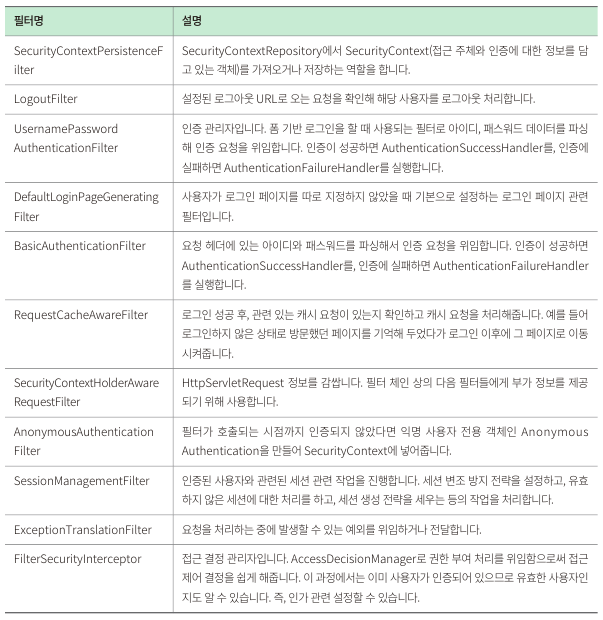 필터명 설명
SecurityContextPersistenceF SecurityContextRepository에서 SecurityContext(접근 주체와 인증에 대한 정보를 담
ilter 고 있는 객체)를 가져오거나 저장하는 역할을 합니다.
LogoutFilter 설정된 로그아웃 URL로 오는 요청을 확인해 해당 사용자를 로그아웃 처리합니다.
UsernamePassword 인증 관리자입니다. 폼 기반 로그인을 할 때 사용되는 필터로 아이디, 패스워드 데이터를 파싱
AuthenticationFilter 해 인증 요청을 위임합니다. 인증이 성공하면 AuthenticationSuccessHandler를, 인증에
실패하면 AuthenticationFailureHandler를 실행합니다.
DefaultLoginPageGenerating 사용자가 로그인 페이지를 따로 지정하지 않았을 때 기본으로 설정하는 로그인 페이지 관련
Filter 필터입니다.
BasicAuthenticationFilter 요청 헤더에 있는 아이디와 패스워드를 파싱해서 인증 요청을 위임합니다. 인증이 성공하면
AuthenticationSuccessHandler를, 인증에 실패하면 AuthenticationFailureHandler
를 실행합니다.
RequestCacheAwareFilter 로그인 성공 후, 관련 있는 캐시 요청이 있는지 확인하고 캐시 요청을 처리해줍니다. 예를 들어
로그인하지 않은 상태로 방문했던 페이지를 기억해 두었다가 로그인 이후에 그 페이지로 이동
시켜줍니다.
SecurityContextHolderAware HttpServletRequest 정보를 감쌉니다. 필터 체인 상의 다음 필터들에게 부가 정보를 제공
RequestFilter 되기 위해 사용합니다.
AnonymousAuthentication 필터가 호출되는 시점까지 인증되지 않았다면 익명 사용자 전용 객체인 Anonymous
Filter Authentication을 만들어 SecurityContext에 넣어줍니다.
SessionManagementFilter 인증된 사용자와 관련된 세션 관련 작업을 진행합니다. 세션 변조 방지 전략을 설정하고, 유효
하지 않은 세션에 대한 처리를 하고, 세션 생성 전략을 세우는 등의 작업을 처리합니다.
ExceptionTranslationFilter 요청을 처리하는 중에 발생할 수 있는 예외를 위임하거나 전달합니다.
FilterSecurityInterceptor 접근 결정 관리자입니다. AccessDecisionManager로 권한 부여 처리를 위임함으로써 접근
제어 결정을 쉽게 해줍니다. 이 과정에서는 이미 사용자가 인증되어 있으므로 유효한 사용자인
지도 알 수 있습니다. 즉, 인가 관련 설정할 수 있습니다.